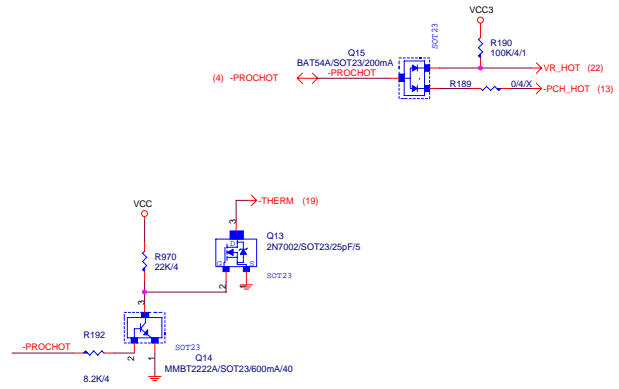 VCC3
SOT23
Q15
BAT54A/SOT23/200mA
R190
100K/4/1
(4) -PROCHOT
-PROCHOT
VR_HOT (22)
R189
0/4/X
-PCH_HOT (13)
VCC
-THERM (19)
3
Q13
2N7002/SOT23/25pF/5
D
G
S
SOT23
R970
22K/4
2
1
3
SOT23
R192
-PROCHOT
2
1
Q14
MMBT2222A/SOT23/600mA/40
8.2K/4